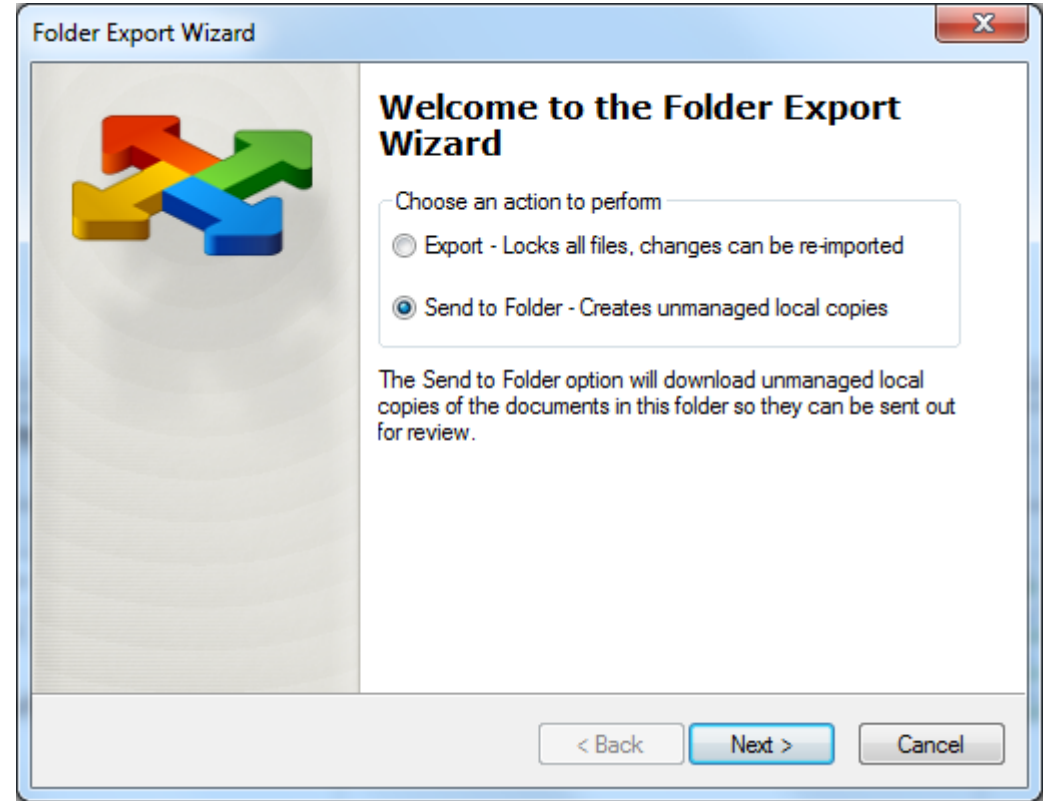 Folder Export Wizard
Welcome to the Folder Export
Wizard
Choose an action to perform
Export - Locks all files, changes can be re-imported
Send to Folder - Creates unmanaged local copies
The Send to Folder option will download unmanaged local
copies of the documents in this folder so they can be sent out
for review.
< Back Next > Cancel